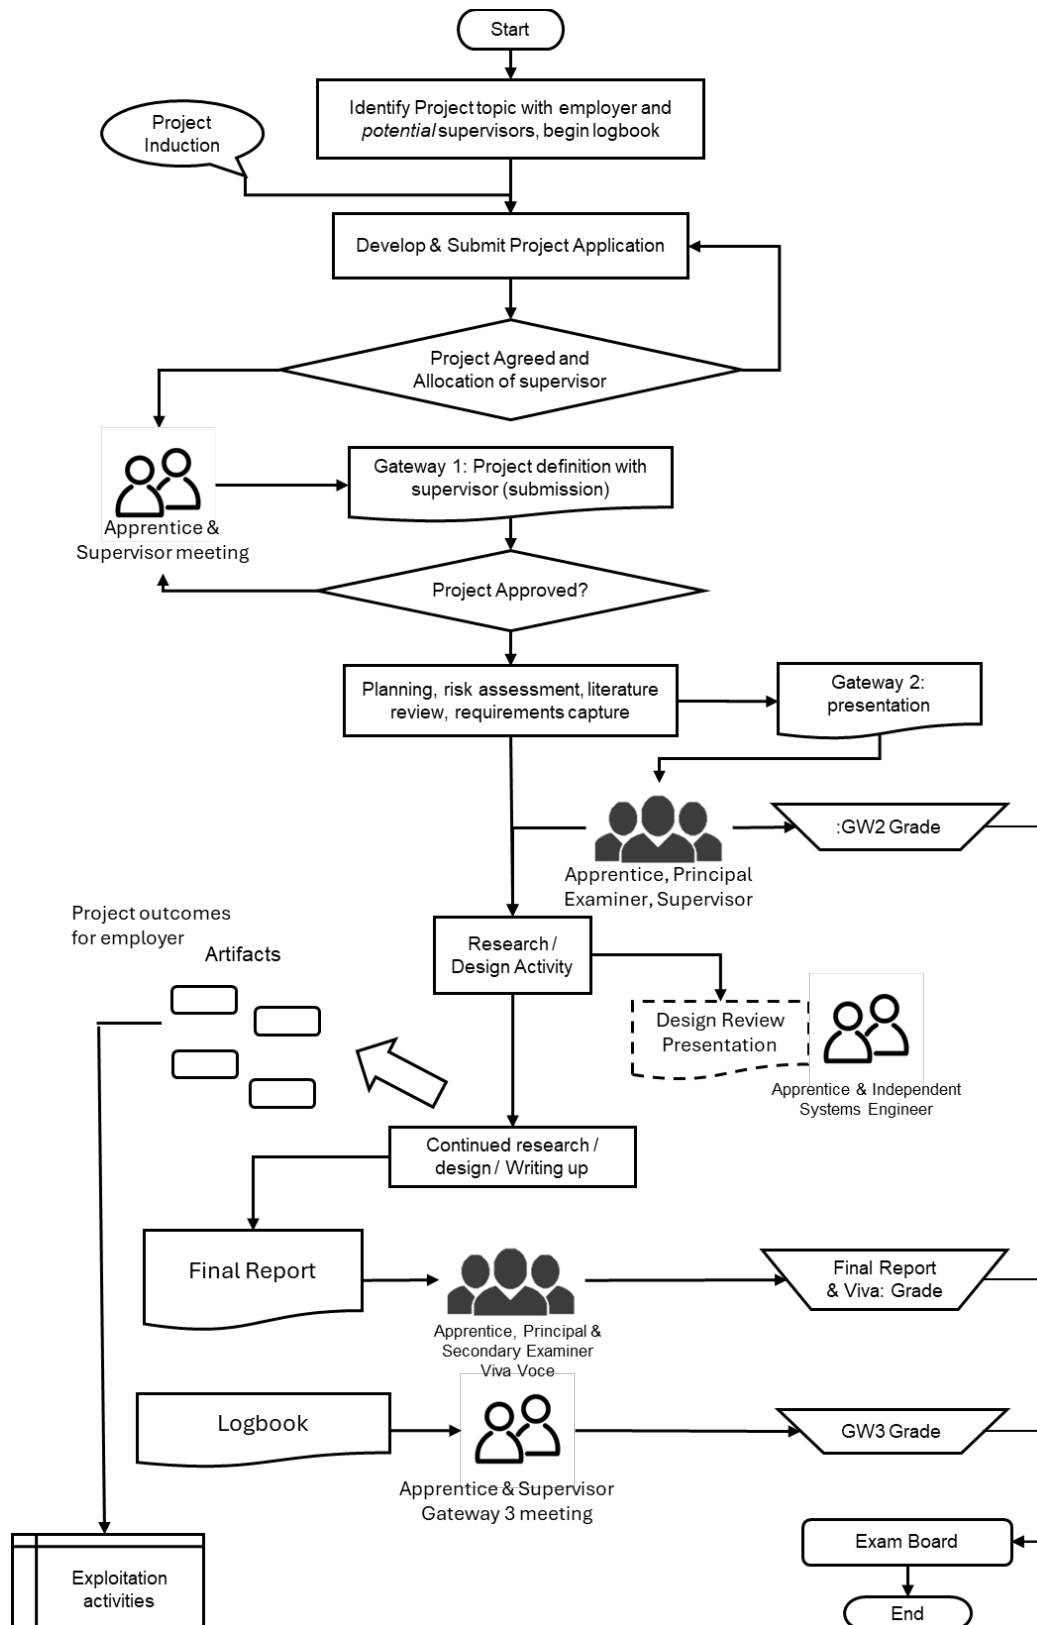 Start
Identify Project topic with employer and
potential supervisors, begin logbook
Project
Induction
Develop & Submit Project Application
Project Agreed and
Allocation of supervisor
Gateway 1: Project definition with
supervisor (submission)
Apprentice &
Supervisor meeting
Project Approved?
Planning, risk assessment, literature
review, requirements capture
Gateway 2:
presentation
:GW2 Grade
Apprentice, Principal
Examiner, Supervisor
Project outcomes
for employer
Artifacts
Research /
Design Activity
Design Review
Presentation
Apprentice & Independent
Systems Engineer
Continued research /
design / Writing up
Final Report
Final Report
& Viva: Grade
Apprentice, Principal &
Secondary Examiner
Viva Voce
Logbook
GW3 Grade
Apprentice & Supervisor
Gateway 3 meeting
Exam Board
Exploitation
activities
End